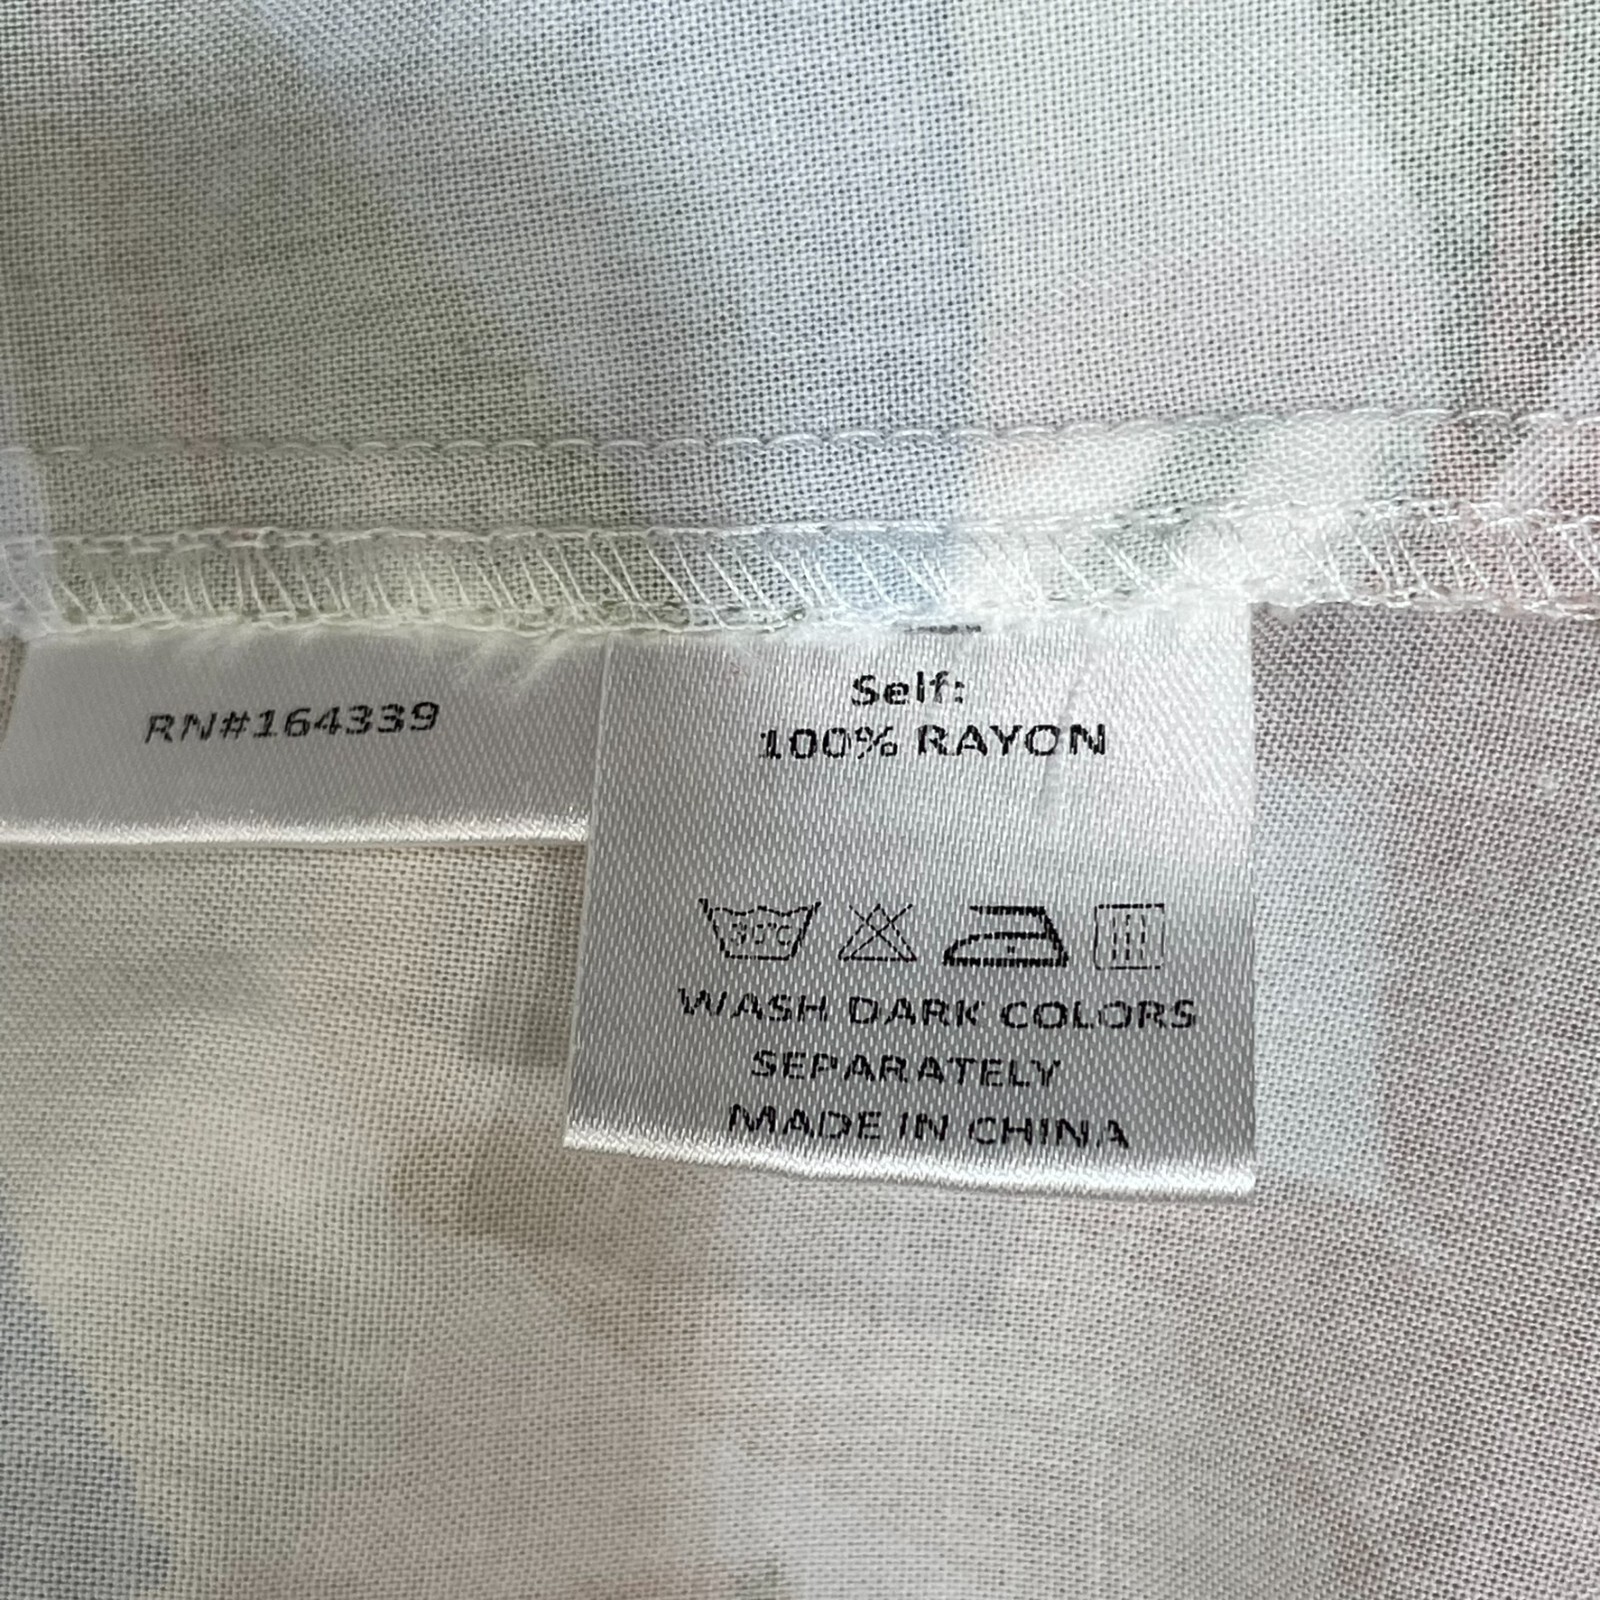 RN#164339
Self:
100% RAYON
30°C
WASH DARK COLORS
SEPARATELY
MADE IN CHINA